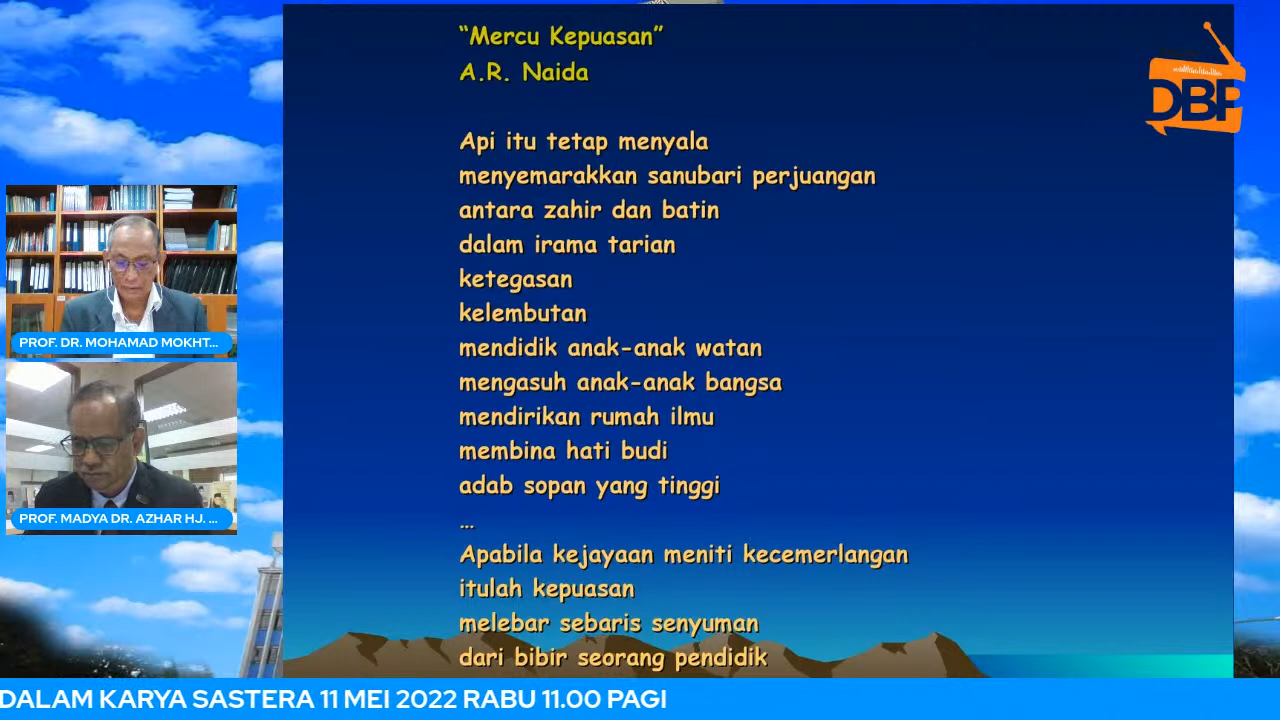 “Mercu Kepuasan”
A.R. Naida
Api itu tetap menyala
menyemarakkan sanubari perjuangan
antara zahir dan batin
dalam irama tarian
ketegasan
kelembutan
mendidik anak-anak watan
mengasuh anak-anak bangsa
mendirikan rumah ilmu
membina hati budi
adab sopan yang tinggi
...
Apabila kejayaan meniti kecemerlangan
itulah kepuasan
melebar sebaris senyuman
dari bibir seorang pendidik
DBP
PROF. DR. MOHAMAD MOKHT...
PROF. MADYA DR. AZHAR HJ. ...
DALAM KARYA SASTERA 11 MEI 2022 RABU 11.00 PAGI